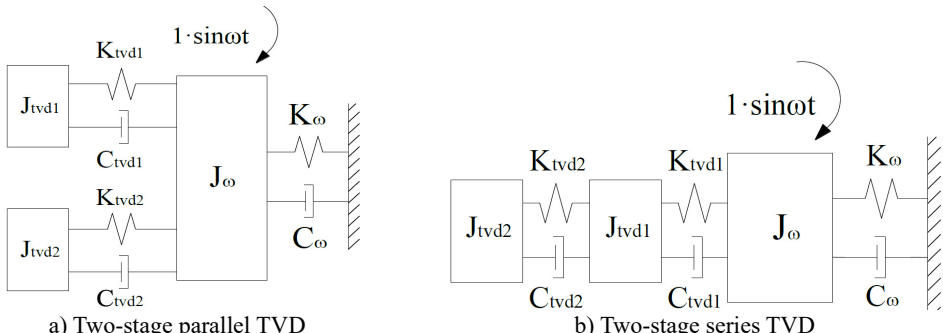 1·sinωt
Ktvd1
Jtvd1
Ctvd1
Kω
Jω
Ktvd2
Jtvd2
Cω
Ctvd2
a) Two-stage parallel TVD
1·sinωt
Ktvd2
Ktvd1
Kω
Jtvd2
Jtvd1
Jω
Ctvd2
Ctvd1
Cω
b) Two-stage series TVD